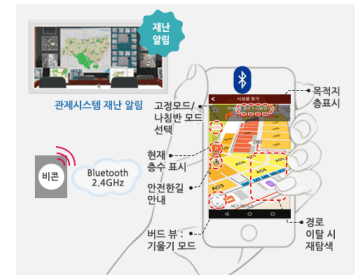 재난
알림
관제시스템 재난 알림
고정모드/
나침반 모드
선택
목적지
층표시
현재
층수 표시
비콘
Bluetooth
2.4GHz
안전한길
안내
버드 뷰 :
기울기 모드
경로
이탈 시
재탐색